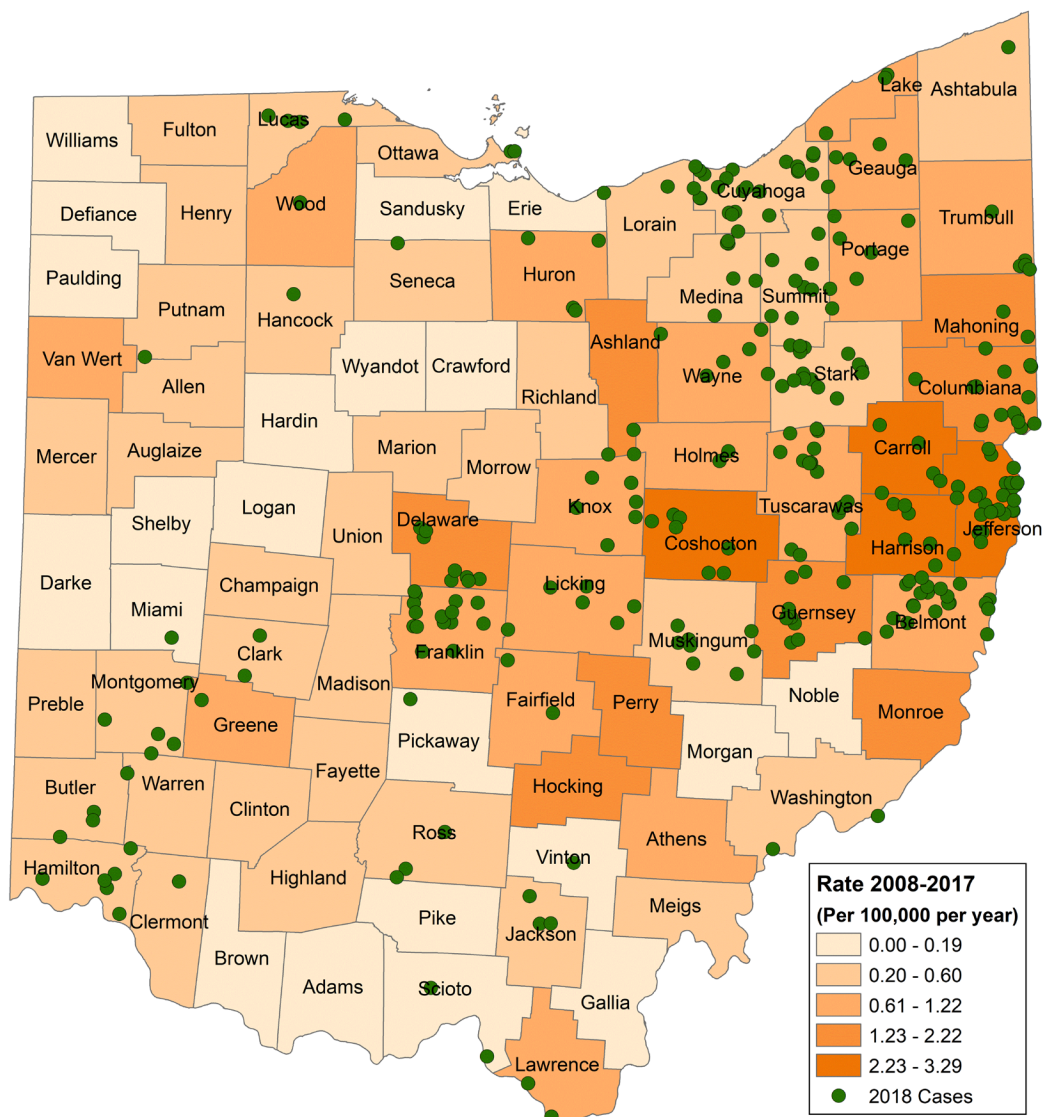 Lake
Ashtabula
Williams
Fulton
Lucas
Ottawa
Geauga
Cuyahoga
Defiance
Henry
Wood
Sandusky
Erie
Lorain
Trumbull
Paulding
Seneca
Huron
Portage
Putnam
Hancock
Medina
Summit
Mahoning
Van Wert
Allen
Wyandot
Crawford
Ashland
Richland
Wayne
Stark
Columbiana
Mercer
Auglaize
Hardin
Marion
Morrow
Holmes
Carroll
Logan
Shelby
Union
Delaware
Knox
Coshocton
Tuscarawas
Harrison
Jefferson
Darke
Miami
Champaign
Licking
Muskingum
Guernsey
Belmont
Clark
Franklin
Madison
Preble
Montgomery
Greene
Fairfield
Perry
Noble
Monroe
Pickaway
Morgan
Butler
Warren
Clinton
Fayette
Hocking
Washington
Ross
Athens
Vinton
Hamilton
Highland
Clermont
Pike
Jackson
Meigs
Brown
Adams
Scioto
Gallia
Lawrence
Rate 2008-2017
(Per 100,000 per year)
0.00 - 0.19
0.20 - 0.60
0.61 - 1.22
1.23 - 2.22
2.23 - 3.29
2018 Cases